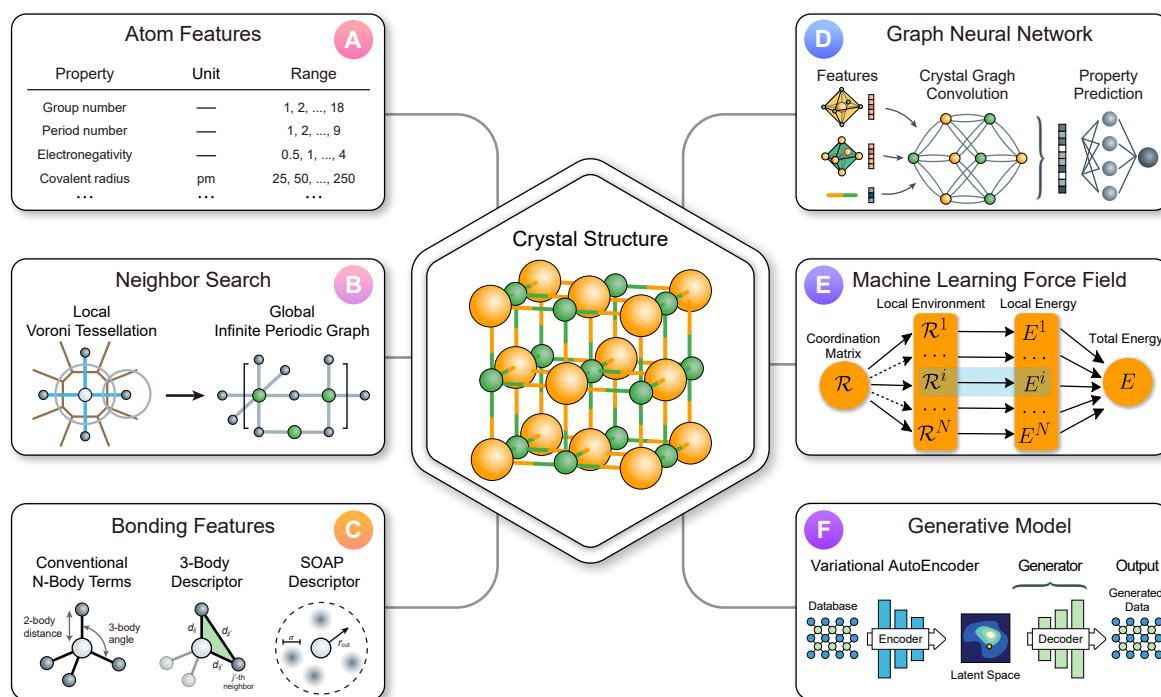 Atom Features
A
Property Unit Range
Group number — 1, 2, ..., 18
Period number — 1, 2, ..., 9
Electronegativity — 0.5, 1, ..., 4
Covalent radius pm 25, 50, ..., 250
... ... ...
Neighbor Search
B
Local
Voroni Tessellation
Global
Infinite Periodic Graph
Bonding Features
C
Conventional
N-Body Terms
2-body
distance
3-body
angle
3-Body
Descriptor
j'-th
neighbor
SOAP
Descriptor
σ
r_cut
Crystal Structure
D
Graph Neural Network
Features
Crystal Gragh
Convolution
Property
Prediction
E
Machine Learning Force Field
Local Environment Local Energy
Coordination
Matrix
Total Energy
R
R^1
...
R^i
...
R^N
E^1
...
E^i
...
E^N
E
F
Generative Model
Variational AutoEncoder
Generator
Output
Database
Encoder
Latent Space
Decoder
Generated
Data